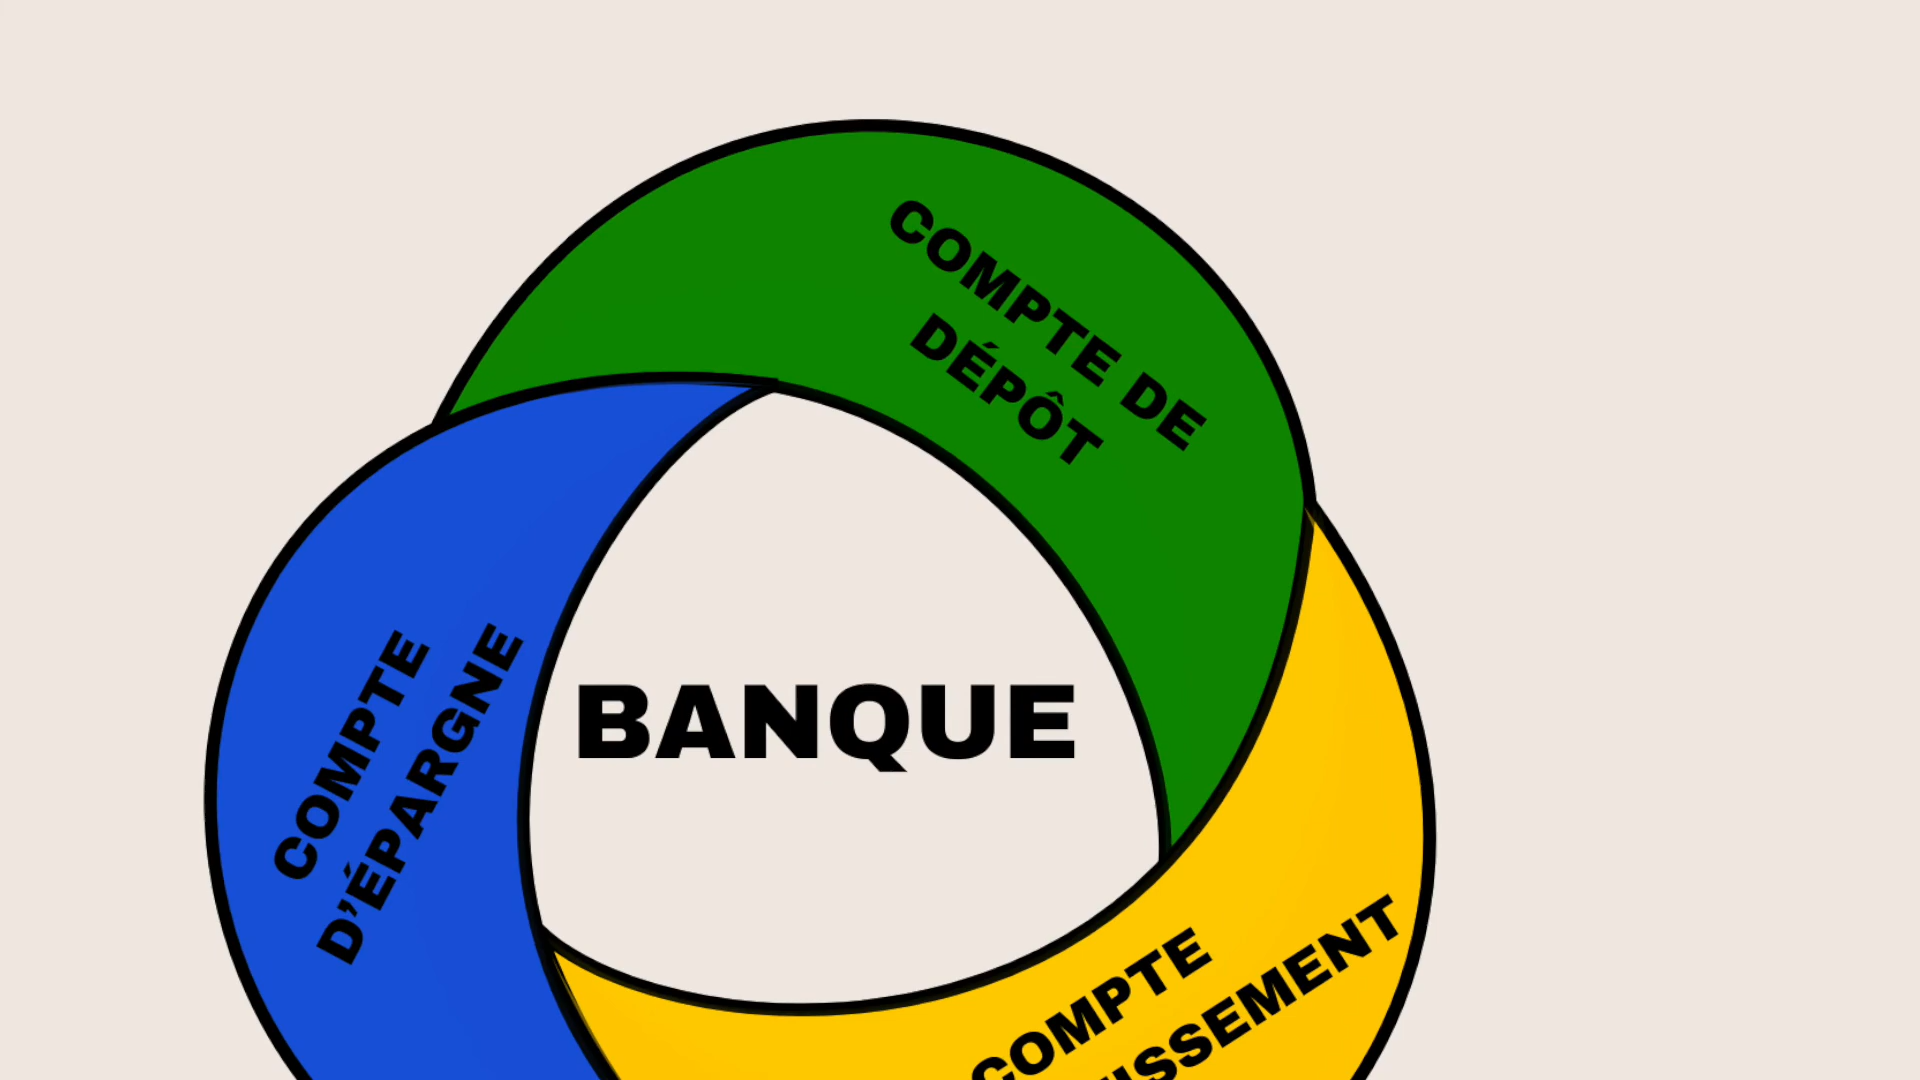 COMPTE DE
DÉPÔT
COMPTE
D'ÉPARGNE
BANQUE
COMPTE